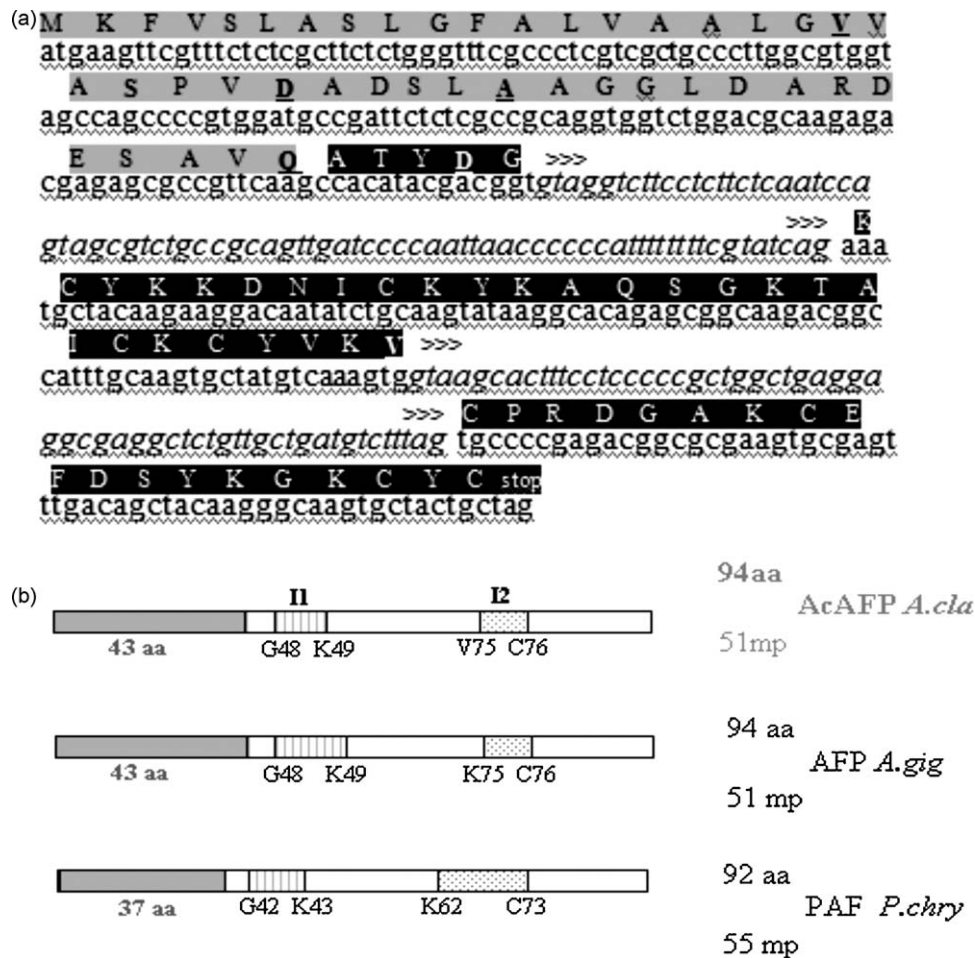 (a) M K F V S L A S L G F A L V A A L G V V
atgaagttcgtttctctcgcttctctgggtttcgccctcgtcgctgcccttggcgtggt
A S P V D A D S L A A G G L D A R D
agccagccccgtggatgccgattctctcgccgcaggtggtctggacgcaagaga
E S A V Q A T Y D G >>>
cgagagcgccgttcaagccacatacgacggtgtaggtcttcctcttctcaatcca
>>> K
gtagcgtctgccgcagttgatccccaattaaccccccatttttttttcgtatcag aaa
C Y K K D N I C K Y K A Q S G K T A
tgctacaagaaggacaatatctgcaagtataaggcacagagcggcaagacggc
I C K C Y V K V >>>
catttgcaagtgctatgtcaaagtggtaagcactttcctcccccgctggctgagga
>>> C P R D G A K C E
ggcgaggctctgttgctgatgtctttag tgccccgagacggcgcgaagtgcgagt
F D S Y K G K C Y C stop
ttgacagctacaagggcaagtgctactgctag
(b) I1 I2 94aa
AcAFP A.cla
43 aa G48 K49 V75 C76 51mp
94 aa
AFP A.gig
43 aa G48 K49 K75 C76 51 mp
92 aa
PAF P.chry
37 aa G42 K43 K62 C73 55 mp